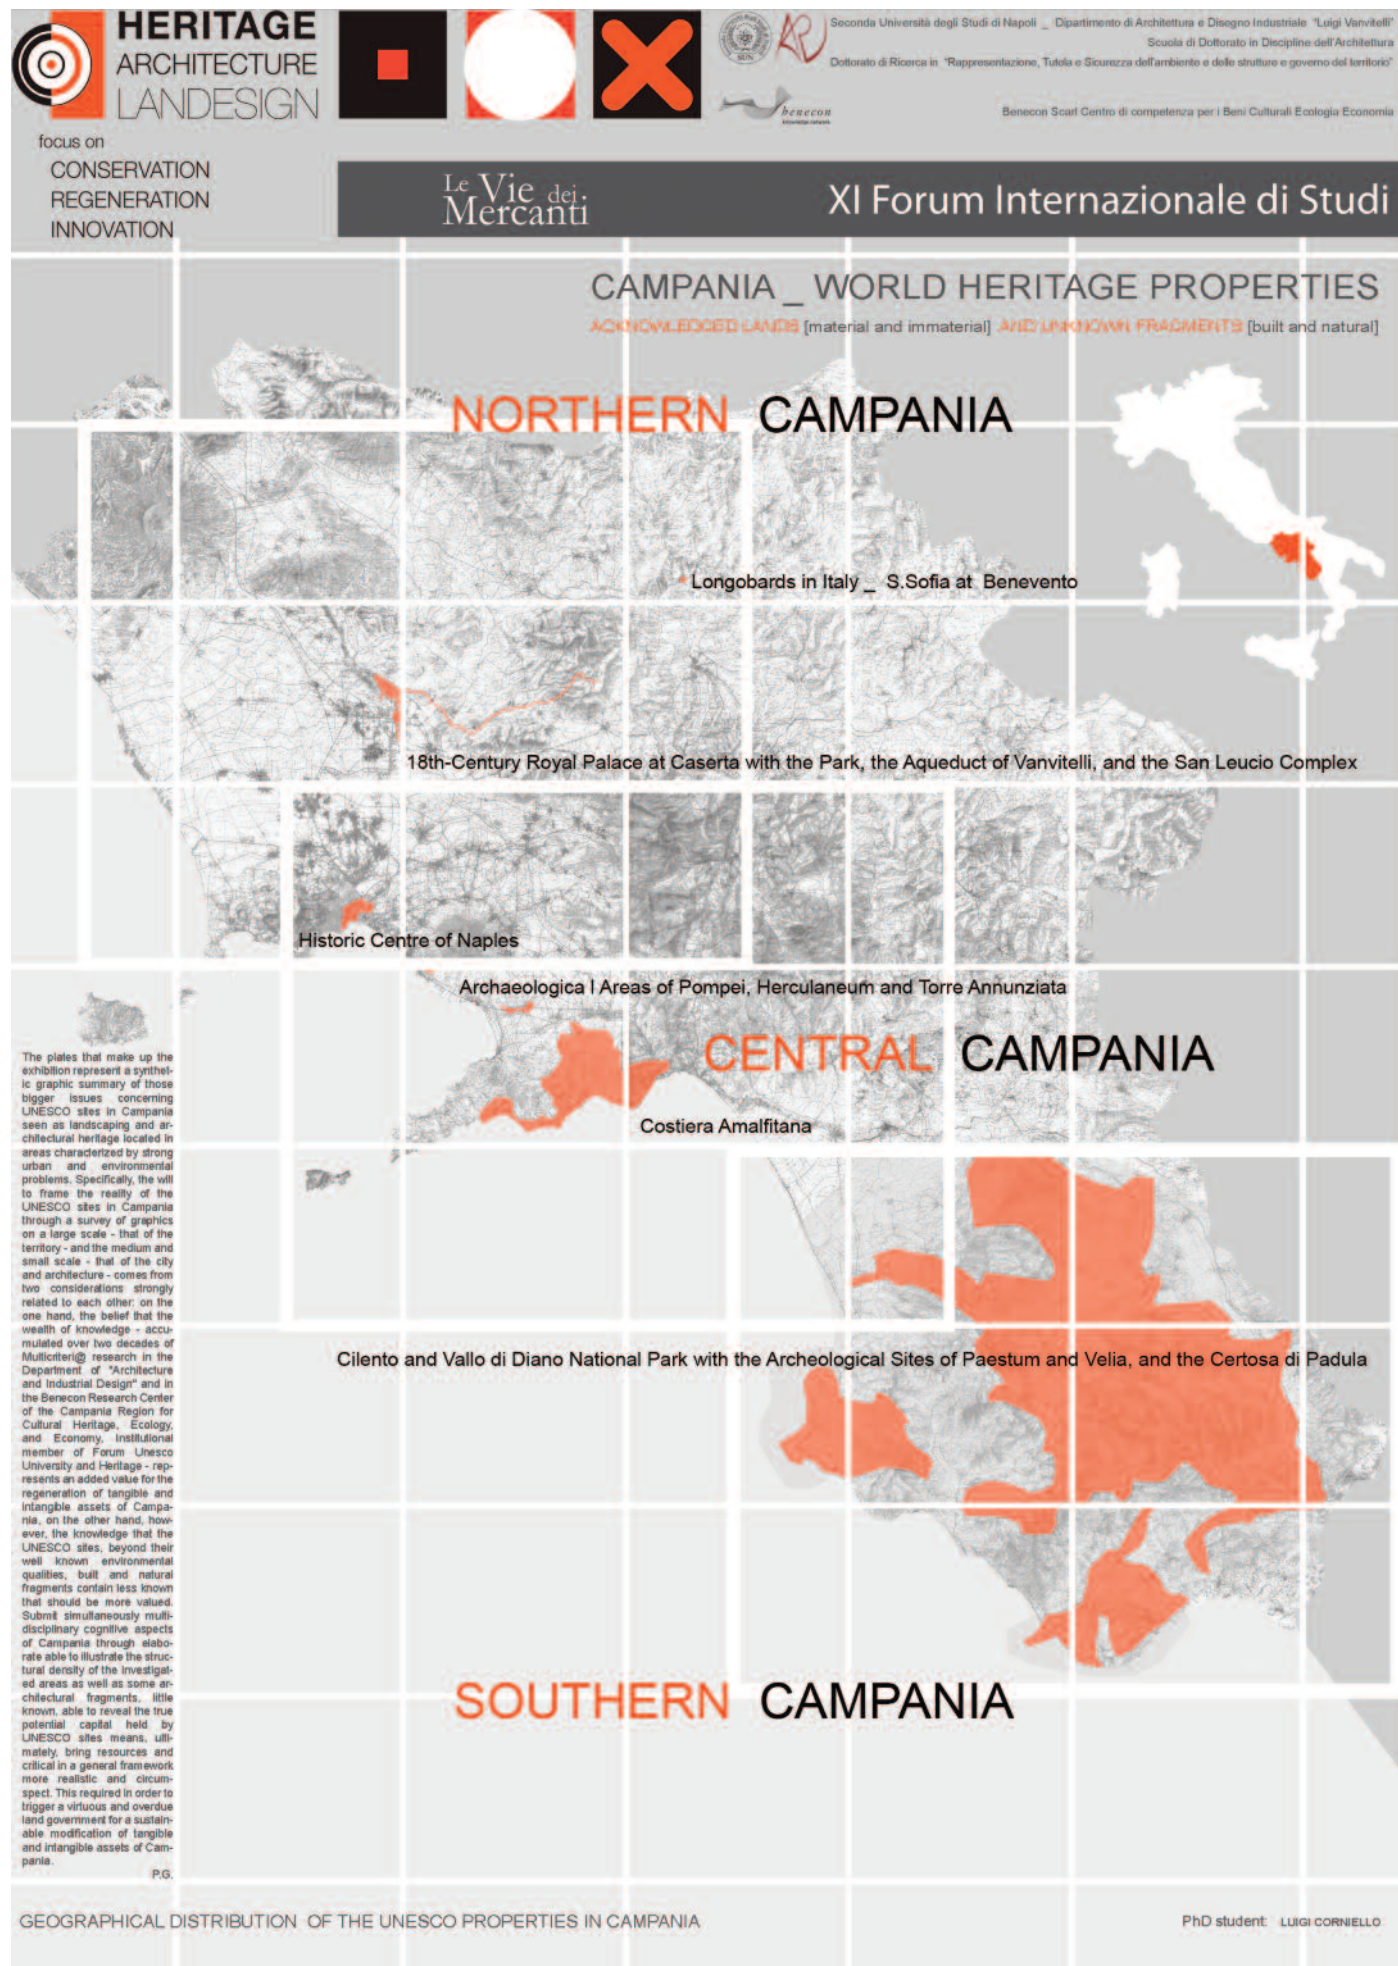 HERITAGE
ARCHITECTURE
LANDESIGN
focus on
CONSERVATION
REGENERATION
INNOVATION
SUN
benecon
knowledge network
Seconda Università degli Studi di Napoli _ Dipartimento di Architettura e Disegno Industriale "Luigi Vanvitelli"
Scuola di Dottorato in Discipline dell'Architettura
Dottorato di Ricerca in "Rappresentazione, Tutela e Sicurezza dell'ambiente e delle strutture e governo del territorio"
Benecon Scarl Centro di competenza per i Beni Culturali Ecologia Economia
Le Vie dei
Mercanti
XI Forum Internazionale di Studi
CAMPANIA _ WORLD HERITAGE PROPERTIES
ACKNOWLEDGED LANDS [material and immaterial] AND UNKNOWN FRAGMENTS [built and natural]
NORTHERN CAMPANIA
Longobards in Italy _ S.Sofia at Benevento
18th-Century Royal Palace at Caserta with the Park, the Aqueduct of Vanvitelli, and the San Leucio Complex
Historic Centre of Naples
Archaeologica l Areas of Pompei, Herculaneum and Torre Annunziata
CENTRAL CAMPANIA
Costiera Amalfitana
Cilento and Vallo di Diano National Park with the Archeological Sites of Paestum and Velia, and the Certosa di Padula
SOUTHERN CAMPANIA
The plates that make up the
exhibition represent a synthet-
ic graphic summary of those
bigger issues concerning
UNESCO sites in Campania
seen as landscaping and ar-
chitectural heritage located in
areas characterized by strong
urban and environmental
problems. Specifically, the will
to frame the reality of the
UNESCO sites in Campania
through a survey of graphics
on a large scale - that of the
territory - and the medium and
small scale - that of the city
and architecture - comes from
two considerations strongly
related to each other: on the
one hand, the belief that the
wealth of knowledge - accu-
mulated over two decades of
Multicriteri@ research in the
Department of "Architecture
and Industrial Design" and in
the Benecon Research Center
of the Campania Region for
Cultural Heritage, Ecology,
and Economy, Institutional
member of Forum Unesco
University and Heritage - rep-
resents an added value for the
regeneration of tangible and
intangible assets of Campa-
nia, on the other hand, how-
ever, the knowledge that the
UNESCO sites, beyond their
well known environmental
qualities, built and natural
fragments contain less known
that should be more valued.
Submit simultaneously multi-
disciplinary cognitive aspects
of Campania through elabo-
rate able to illustrate the struc-
tural density of the investigat-
ed areas as well as some ar-
chitectural fragments, little
known, able to reveal the true
potential capital held by
UNESCO sites means, ulti-
mately, bring resources and
critical in a general framework
more realistic and circum-
spect. This required in order to
trigger a virtuous and overdue
land government for a sustain-
able modification of tangible
and intangible assets of Cam-
pania.
P.G.
GEOGRAPHICAL DISTRIBUTION OF THE UNESCO PROPERTIES IN CAMPANIA
PhD student: LUIGI CORNIELLO